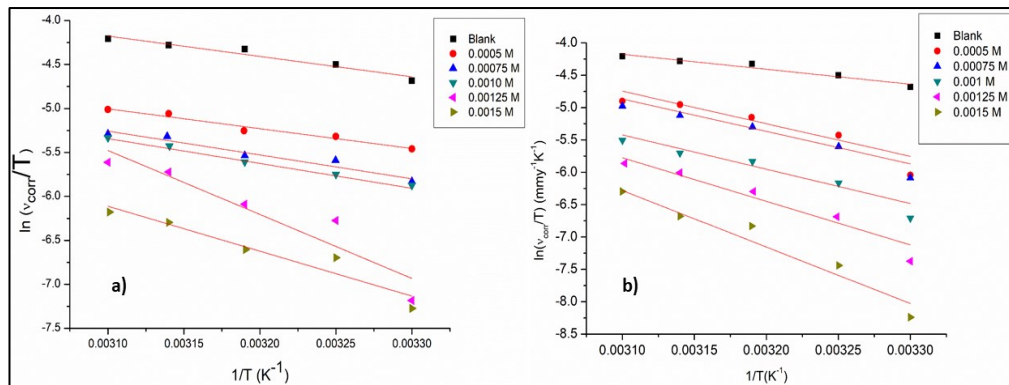 -4.0
-4.5
-5.0
-5.5
-6.0
-6.5
-7.0
-7.5
ln (ν_corr/T
Blank
0.0005 M
0.00075 M
0.0010 M
0.00125 M
0.0015 M
a)
0.00310
0.00315
0.00320
0.00325
0.00330
1/T (K⁻¹)
-4.0
-4.5
-5.0
-5.5
-6.0
-6.5
-7.0
-7.5
-8.0
-8.5
ln(ν_corr/T) (mmy⁻¹K⁻¹)
Blank
0.0005 M
0.00075 M
0.001 M
0.00125 M
0.0015 M
b)
0.00310
0.00315
0.00320
0.00325
0.00330
1/T(K⁻¹)